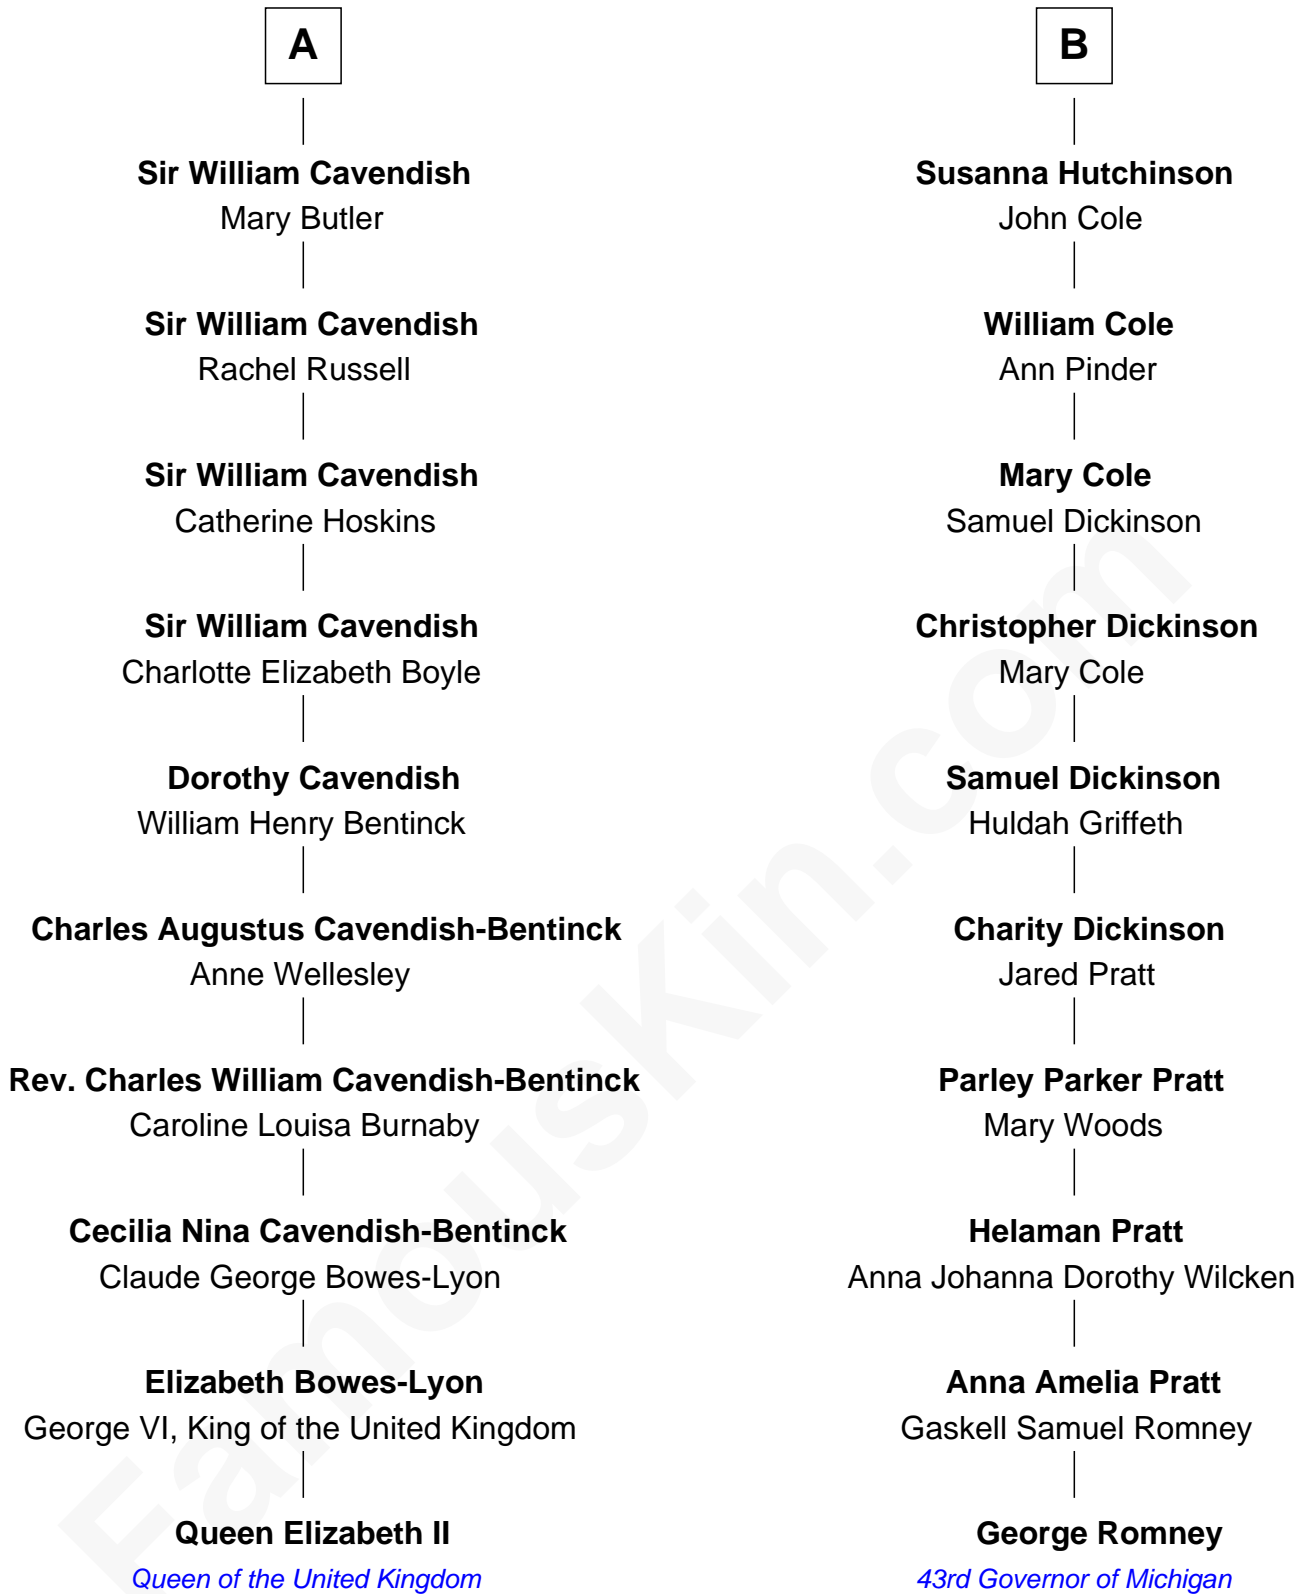 A
Sir William Cavendish
Mary Butler
Sir William Cavendish
Rachel Russell
Sir William Cavendish
Catherine Hoskins
Sir William Cavendish
Charlotte Elizabeth Boyle
Dorothy Cavendish
William Henry Bentinck
Charles Augustus Cavendish-Bentinck
Anne Wellesley
Rev. Charles William Cavendish-Bentinck
Caroline Louisa Burnaby
Cecilia Nina Cavendish-Bentinck
Claude George Bowes-Lyon
Elizabeth Bowes-Lyon
George VI, King of the United Kingdom
Queen Elizabeth II
Queen of the United Kingdom
B
Susanna Hutchinson
John Cole
William Cole
Ann Pinder
Mary Cole
Samuel Dickinson
Christopher Dickinson
Mary Cole
Samuel Dickinson
Huldah Griffeth
Charity Dickinson
Jared Pratt
Parley Parker Pratt
Mary Woods
Helaman Pratt
Anna Johanna Dorothy Wilcken
Anna Amelia Pratt
Gaskell Samuel Romney
George Romney
43rd Governor of Michigan
FamousKin.com